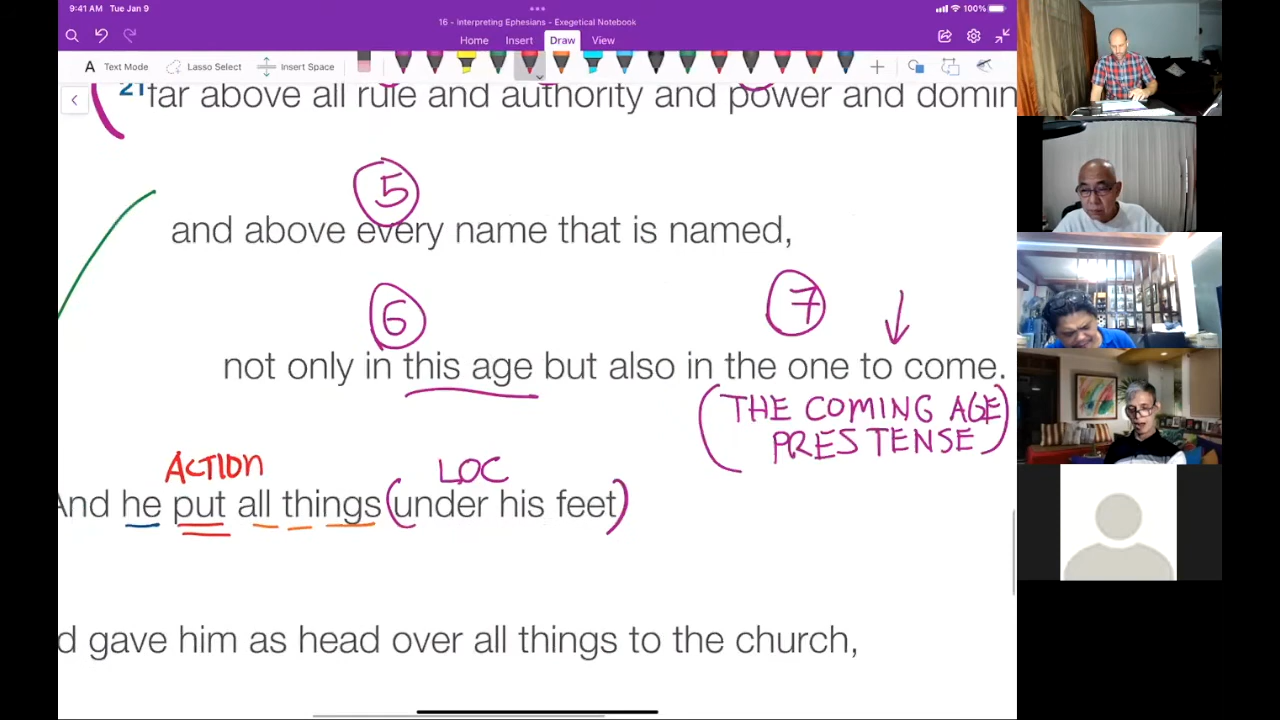 9:41 AM Tue Jan 9
100%
16 - Interpreting Ephesians - Exegetical Notebook
Home Insert Draw View
A Text Mode Lasso Select Insert Space
21 far above all rule and authority and power and domin
5
and above every name that is named,
6 7
not only in this age but also in the one to come.
(THE COMING AGE
PRES TENSE)
ACTION LOC
And he put all things (under his feet)
d gave him as head over all things to the church,